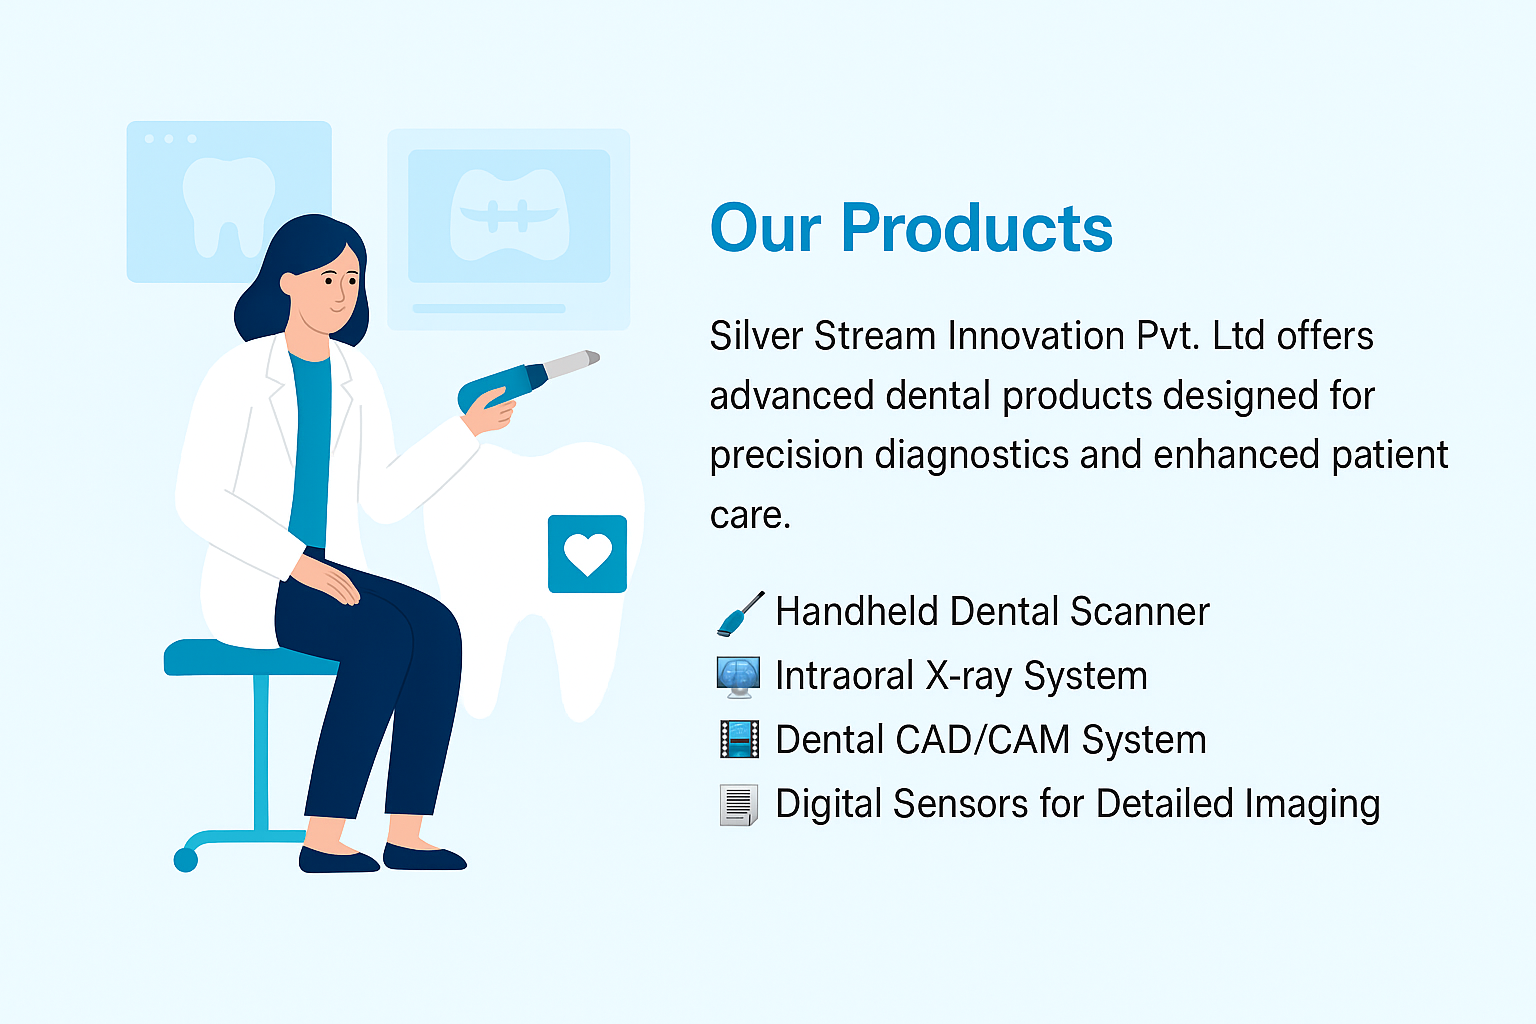 Our Products
Silver Stream Innovation Pvt. Ltd offers
advanced dental products designed for
precision diagnostics and enhanced patient
care.
Handheld Dental Scanner
Intraoral X-ray System
Dental CAD/CAM System
Digital Sensors for Detailed Imaging